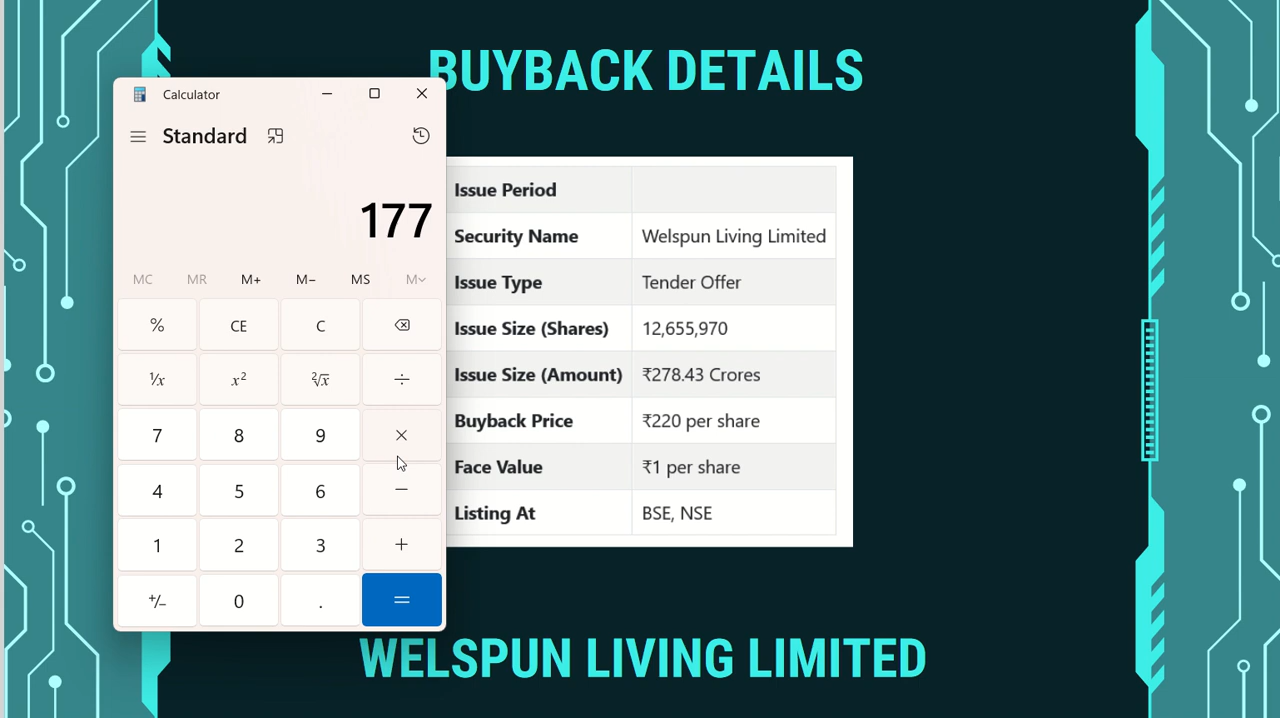 BUYBACK DETAILS
Calculator
Standard
177
MC MR M+ M− MS M˅
% CE C
¹/x x² ²√x ÷
7 8 9 ×
4 5 6 −
1 2 3 +
+/− 0 . =
Issue Period
Security Name Welspun Living Limited
Issue Type Tender Offer
Issue Size (Shares) 12,655,970
Issue Size (Amount) ₹278.43 Crores
Buyback Price ₹220 per share
Face Value ₹1 per share
Listing At BSE, NSE
WELSPUN LIVING LIMITED